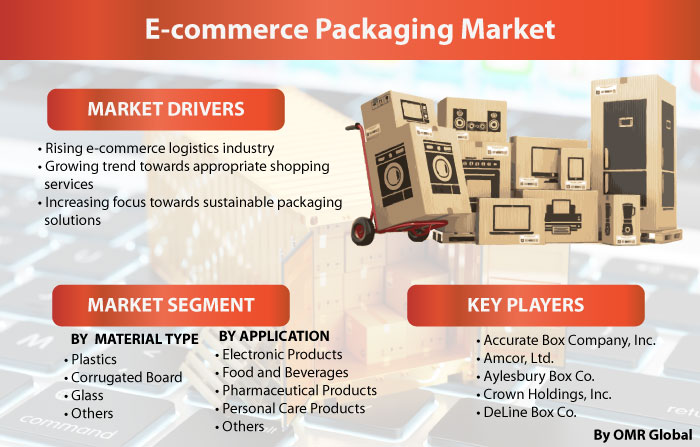 E-commerce Packaging Market
MARKET DRIVERS
• Rising e-commerce logistics industry
• Growing trend towards appropriate shopping
services
• Increasing focus towards sustainable packaging
solutions
MARKET SEGMENT
BY MATERIAL TYPE
• Plastics
• Corrugated Board
• Glass
• Others
BY APPLICATION
• Electronic Products
• Food and Beverages
• Pharmaceutical Products
• Personal Care Products
• Others
KEY PLAYERS
• Accurate Box Company, Inc.
• Amcor, Ltd.
• Aylesbury Box Co.
• Crown Holdings, Inc.
• DeLine Box Co.
By OMR Global
command